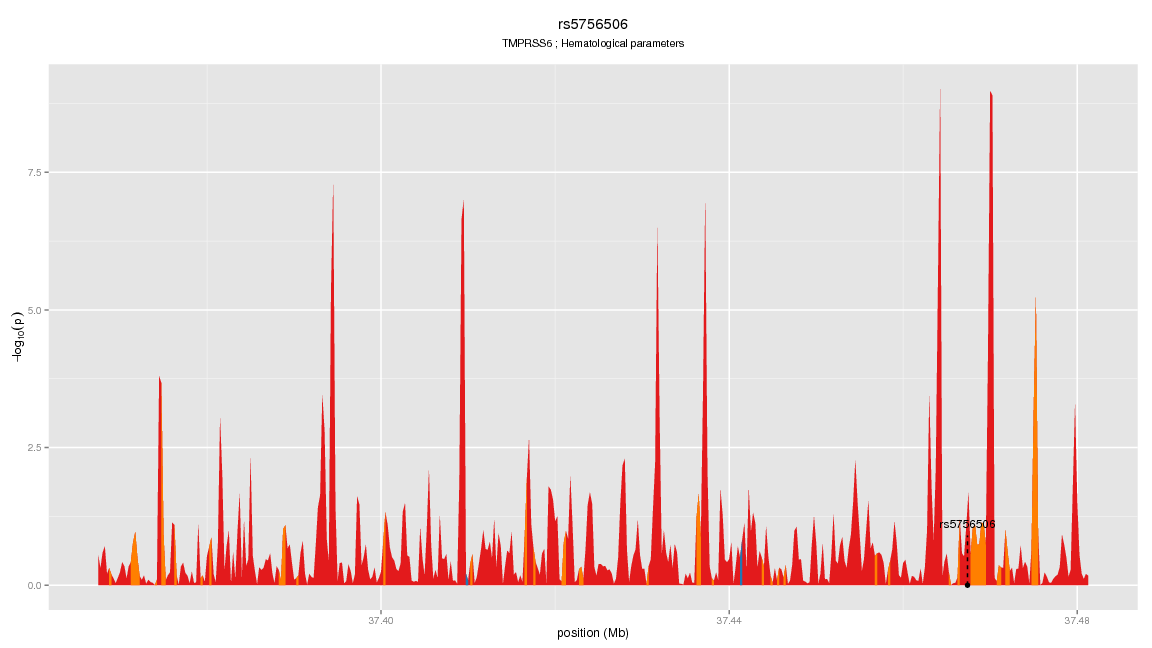 rs5756506
TMPRSS6 ; Hematological parameters
7.5
5.0
2.5
0.0
−log10(p)
rs5756506
37.40
37.44
37.48
position (Mb)